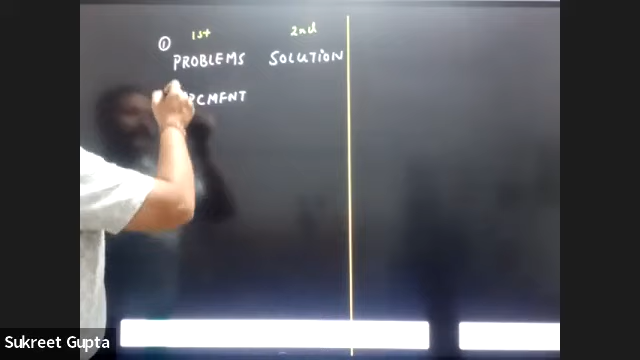 1st 2nd
① PROBLEMS SOLUTION
Sukreet Gupta